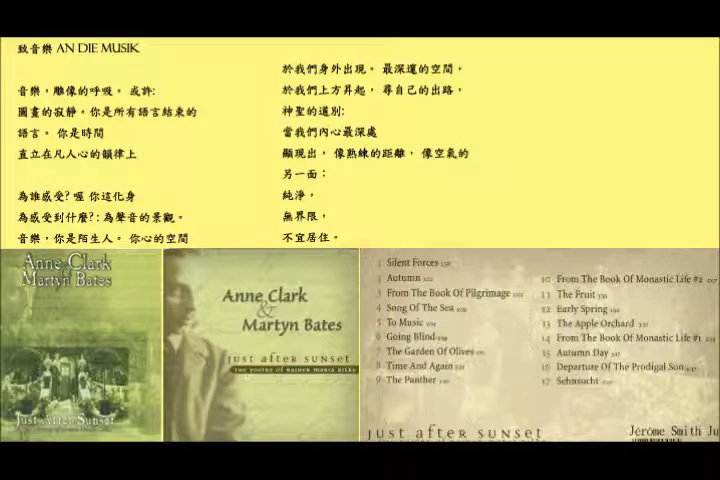 致音樂 AN DIE MUSIK
音樂，雕像的呼吸。 或許:
圖畫的寂靜。你是所有語言結束的
語言。 你是時間
直立在凡人心的韻律上
為誰感受? 喔 你這化身
為感受到什麼? : 為聲音的景觀。
音樂，你是陌生人。 你心的空間
於我們身外出現。 最深邃的空間，
於我們上方昇起， 尋自己的出路，
神聖的道別:
當我們內心最深處
顯現出， 像熟練的距離， 像空氣的
另一面：
純淨，
無界限，
不宜居住。
Anne Clark
Martyn Bates
Just After Sunset
Anne Clark
&
Martyn Bates
just after sunset
THE POETRY OF RAINER MARIA RILKE
1 Silent Forces
2 Autumn
3 From The Book Of Pilgrimage
4 Song Of The Sea
5 To Music
6 Going Blind
7 The Garden Of Olives
8 Time And Again
9 The Panther
10 From The Book Of Monastic Life #2
11 The Fruit
12 Early Spring
13 The Apple Orchard
14 From The Book Of Monastic Life #1
15 Autumn Day
16 Departure Of The Prodigal Son
17 Sehnsucht
just after sunset
Jérôme Smith Ju